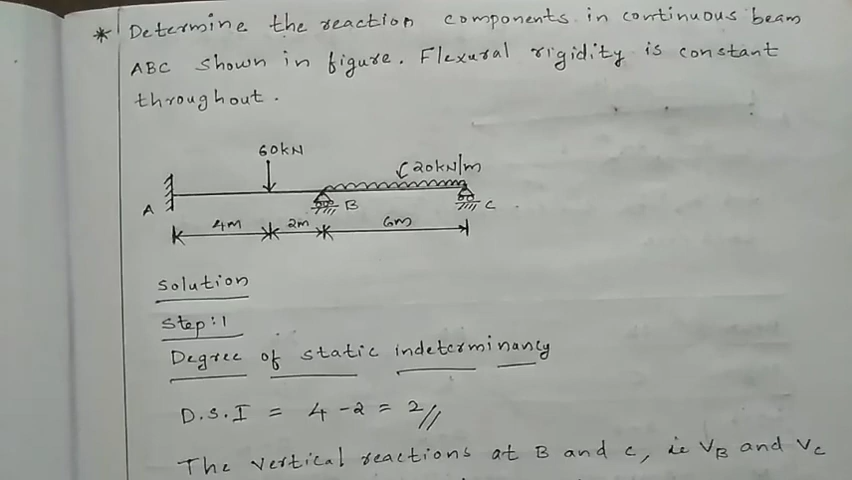 * Determine the reaction components in continuous beam
ABC shown in figure. Flexural rigidity is constant
throughout.
60kN
20kN/m
A
B
C
4m
2m
6m
Solution
Step:1
Degree of static indeterminancy
D.S.I = 4-2 = 2//
The vertical reactions at B and C, ie VB and VC